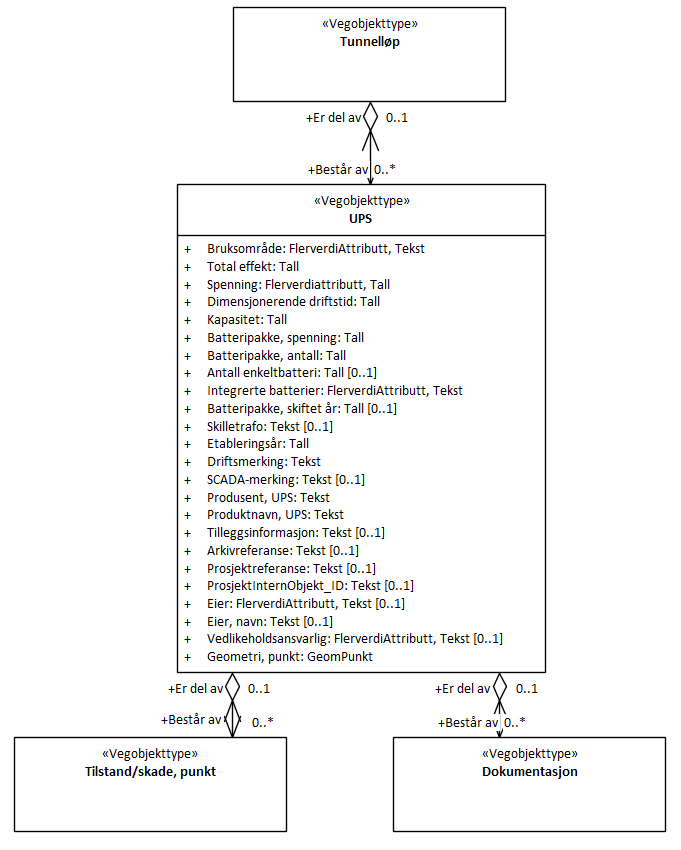 «Vegobjekttype»
Tunnelløp
+Er del av 0..1
+Består av 0..*
«Vegobjekttype»
UPS
+ Bruksområde: FlerverdiAttributt, Tekst
+ Total effekt: Tall
+ Spenning: Flerverdiattributt, Tall
+ Dimensjonerende driftstid: Tall
+ Kapasitet: Tall
+ Batteripakke, spenning: Tall
+ Batteripakke, antall: Tall
+ Antall enkeltbatteri: Tall [0..1]
+ Integrerte batterier: FlerverdiAttributt, Tekst
+ Batteripakke, skiftet år: Tall [0..1]
+ Skilletrafo: Tekst [0..1]
+ Etableringsår: Tall
+ Driftsmerking: Tekst
+ SCADA-merking: Tekst [0..1]
+ Produsent, UPS: Tekst
+ Produktnavn, UPS: Tekst
+ Tilleggsinformasjon: Tekst [0..1]
+ Arkivreferanse: Tekst [0..1]
+ Prosjektreferanse: Tekst [0..1]
+ ProsjektInternObjekt_ID: Tekst [0..1]
+ Eier: FlerverdiAttributt, Tekst [0..1]
+ Eier, navn: Tekst [0..1]
+ Vedlikeholdsansvarlig: FlerverdiAttributt, Tekst [0..1]
+ Geometri, punkt: GeomPunkt
+Er del av 0..1
+Består av 0..*
«Vegobjekttype»
Tilstand/skade, punkt
+Er del av 0..1
+Består av 0..*
«Vegobjekttype»
Dokumentasjon